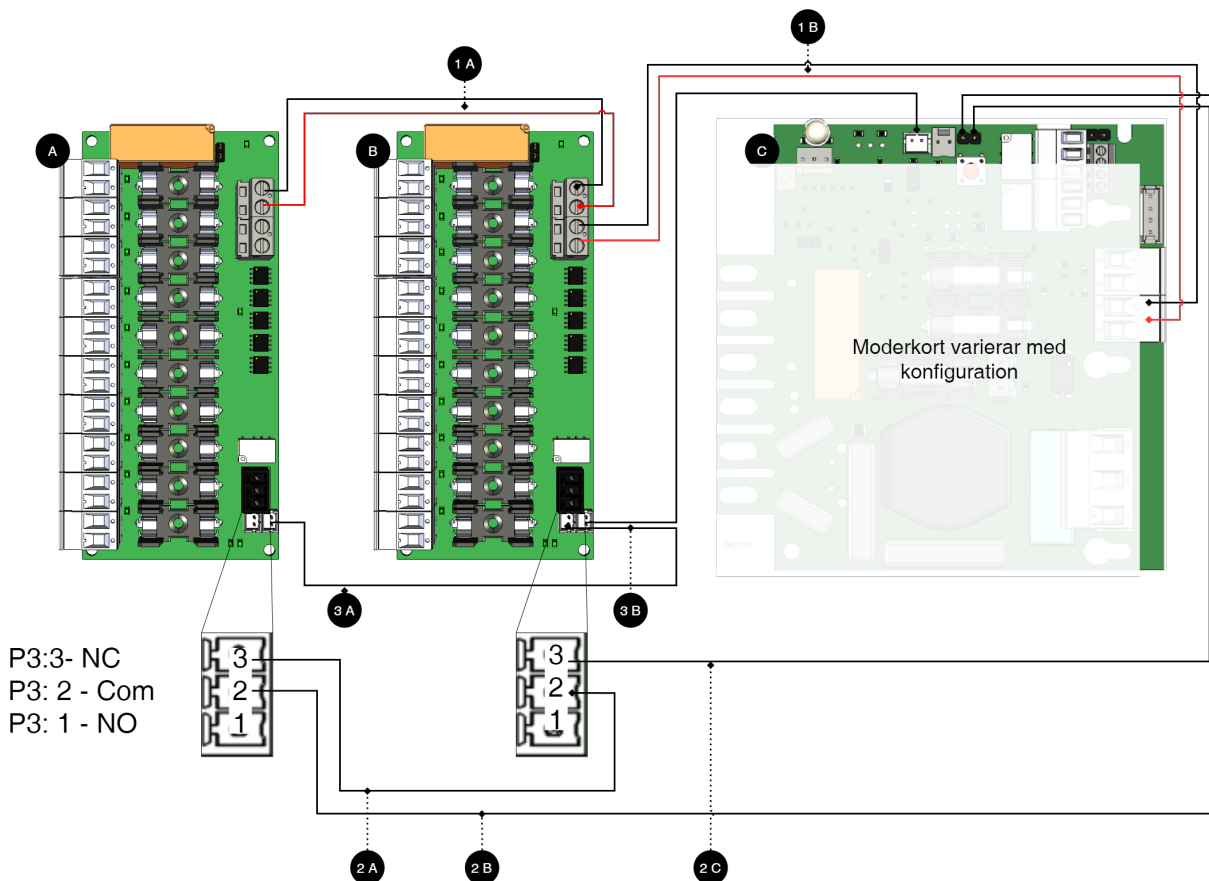 1 B
1 A
A
B
C
Moderkort varierar med
konfiguration
3 A
3 B
P3:3- NC
P3: 2 - Com
P3: 1 - NO
3
2
1
3
2
1
2 A
2 B
2 C